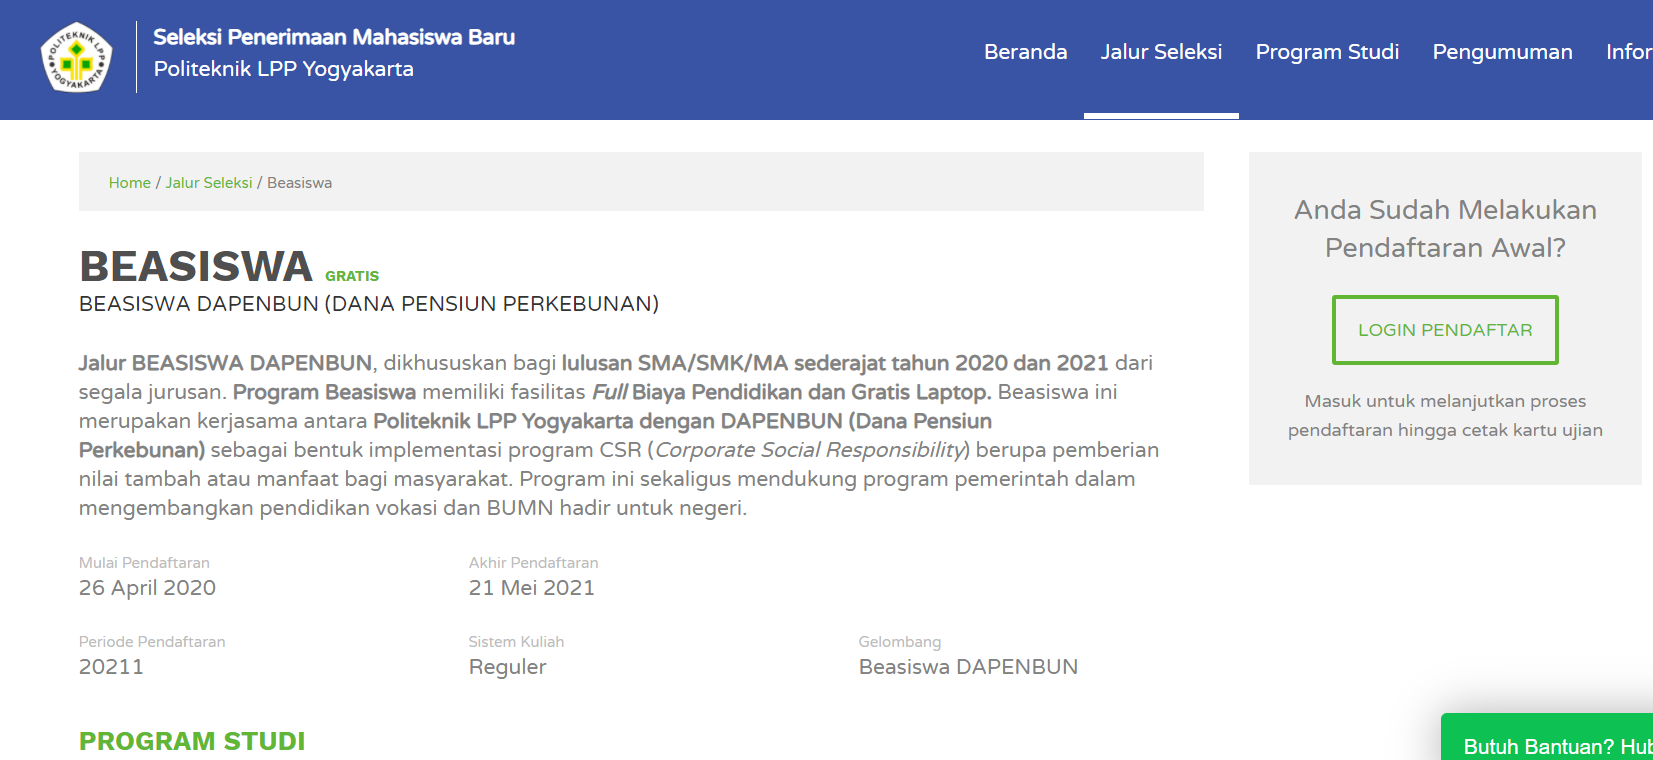 POLITEKNIK LPP
YOGYAKARTA
Seleksi Penerimaan Mahasiswa Baru
Politeknik LPP Yogyakarta
Beranda Jalur Seleksi Program Studi Pengumuman Infor
Home / Jalur Seleksi / Beasiswa
BEASISWA GRATIS
BEASISWA DAPENBUN (DANA PENSIUN PERKEBUNAN)
Jalur BEASISWA DAPENBUN, dikhususkan bagi lulusan SMA/SMK/MA sederajat tahun 2020 dan 2021 dari
segala jurusan. Program Beasiswa memiliki fasilitas Full Biaya Pendidikan dan Gratis Laptop. Beasiswa ini
merupakan kerjasama antara Politeknik LPP Yogyakarta dengan DAPENBUN (Dana Pensiun
Perkebunan) sebagai bentuk implementasi program CSR (Corporate Social Responsibility) berupa pemberian
nilai tambah atau manfaat bagi masyarakat. Program ini sekaligus mendukung program pemerintah dalam
mengembangkan pendidikan vokasi dan BUMN hadir untuk negeri.
Mulai Pendaftaran Akhir Pendaftaran
26 April 2020 21 Mei 2021
Periode Pendaftaran Sistem Kuliah Gelombang
20211 Reguler Beasiswa DAPENBUN
PROGRAM STUDI
Anda Sudah Melakukan
Pendaftaran Awal?
LOGIN PENDAFTAR
Masuk untuk melanjutkan proses
pendaftaran hingga cetak kartu ujian
Butuh Bantuan? Hub